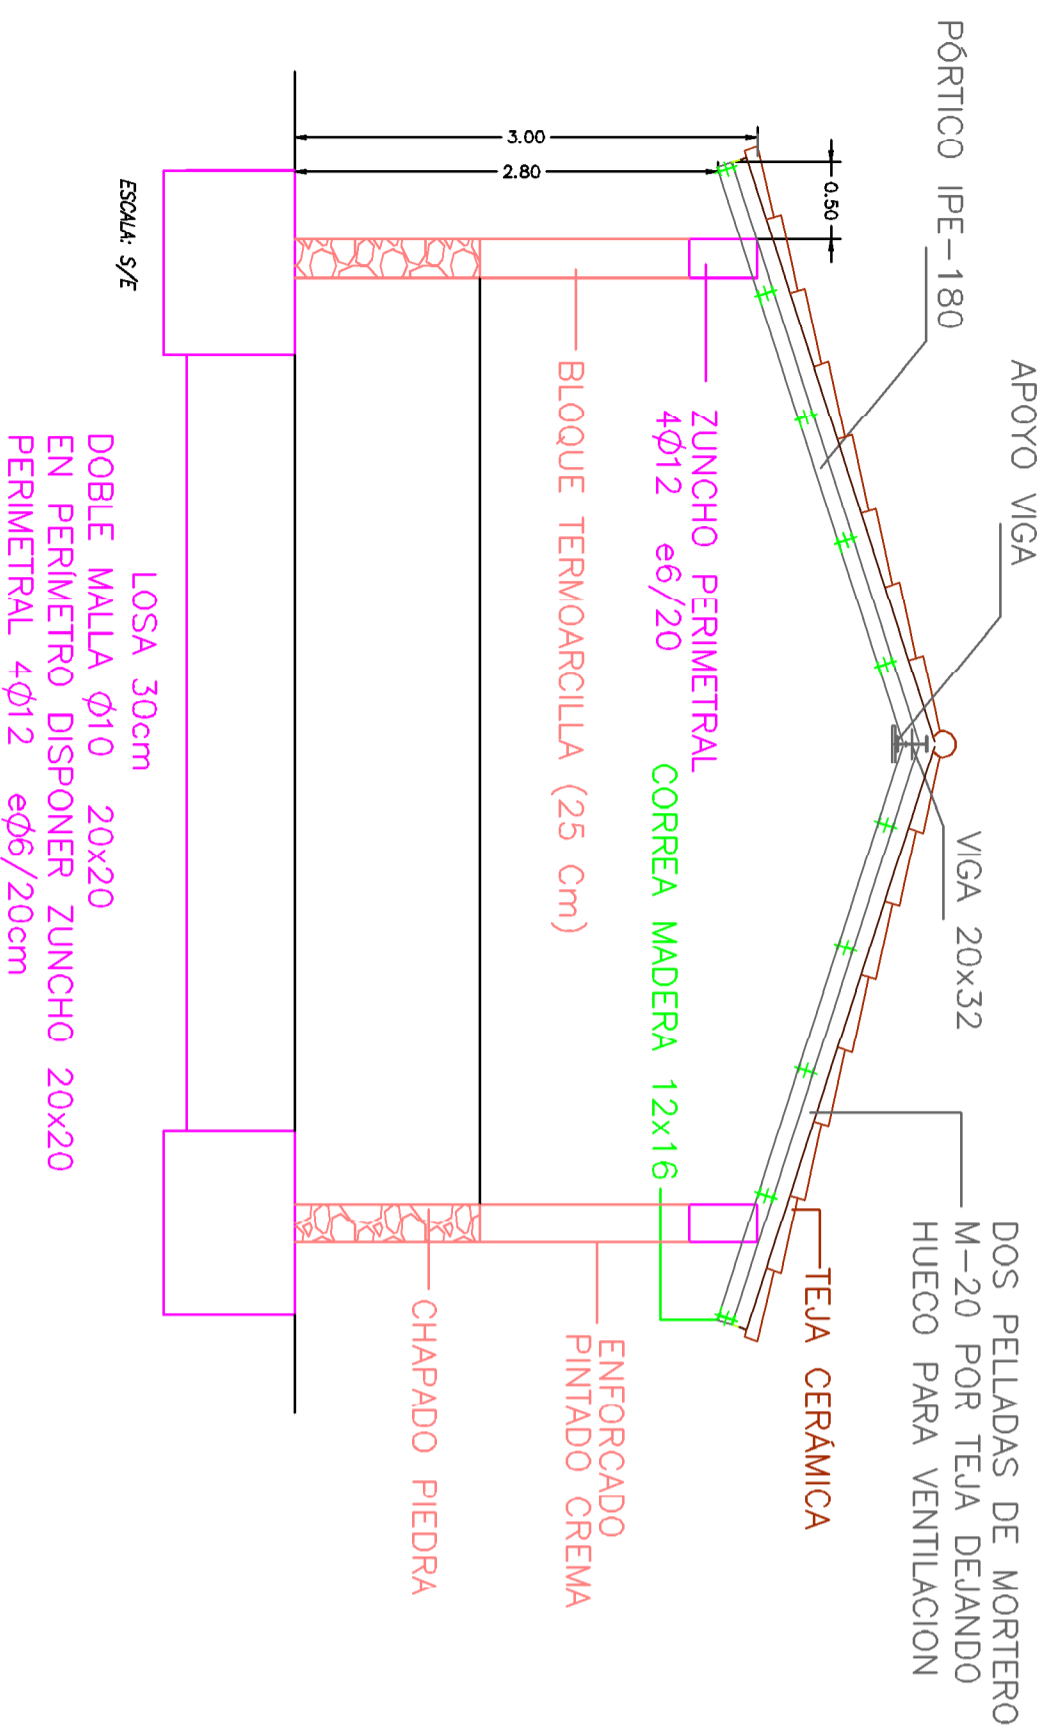 PÓRTICO IPE-180
APOYO VIGA
VIGA 20x32
DOS PELLADAS DE MORTERO
M-20 POR TEJA DEJANDO
HUECO PARA VENTILACION
0.50
TEJA CERÁMICA
3.00
2.80
ZUNCHO PERIMETRAL
4Ø12 e6/20
CORREA MADERA 12x16
BLOQUE TERMOARCILLA (25 Cm)
ENFORCADO
PINTADO CREMA
CHAPADO PIEDRA
ESCALA: S/E
LOSA 30cm
DOBLE MALLA Ø10 20x20
EN PERÍMETRO DISPONER ZUNCHO 20x20
PERIMETRAL 4Ø12 eØ6/20cm